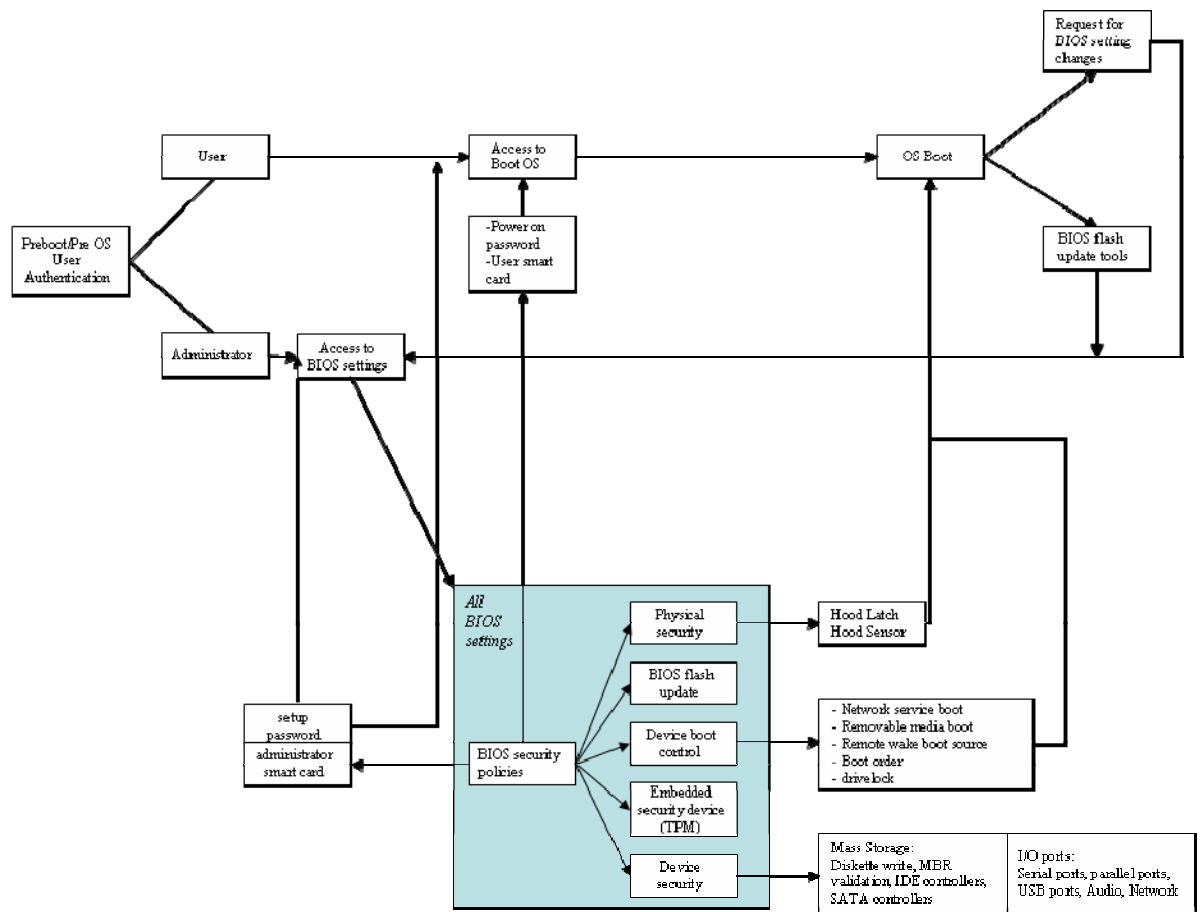 Request for
BIOS setting
changes
User
Access to
Boot OS
OS Boot
Preboot/Pre OS
User
Authentication
-Power on
password
-User smart
card
BIOS flash
update tools
Administrator
Access to
BIOS settings
All
BIOS
settings
Physical
security
Hood Latch
Hood Sensor
BIOS flash
update
setup
password
administrator
smart card
BIOS security
policies
Device boot
control
- Network service boot
- Removable media boot
- Remote wake boot source
- Boot order
- drivelock
Embedded
security device
(TPM)
Device
security
Mass Storage:
Diskette write, MBR
validation, IDE controllers,
SATA controllers
I/O ports:
Serial ports, parallel ports,
USB ports, Audio, Network